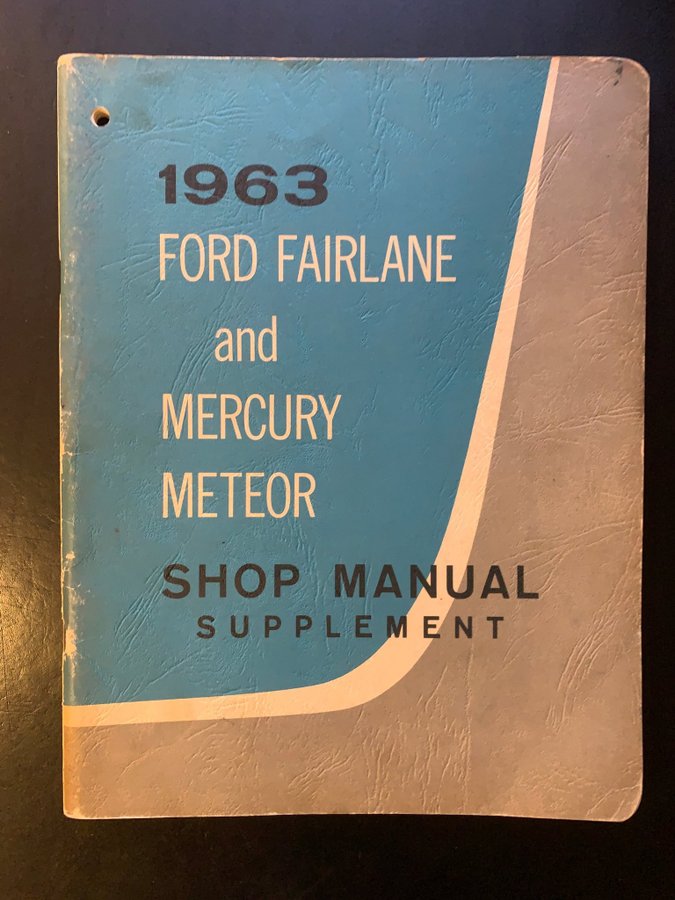 1963
FORD FAIRLANE
and
MERCURY
METEOR
SHOP MANUAL
SUPPLEMENT